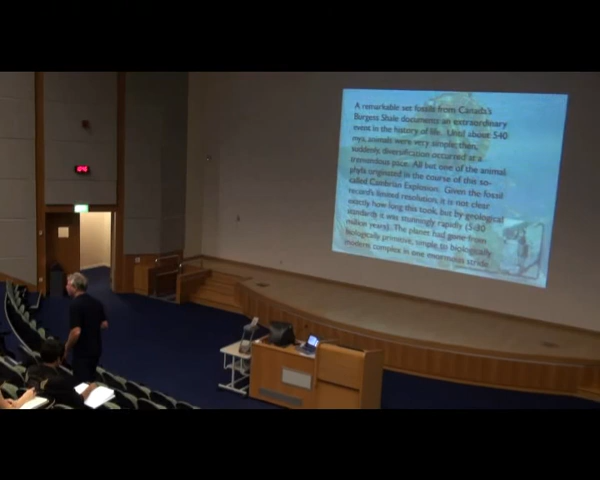 A remarkable set fossils from Canada's
Burgess Shale documents an extraordinary
event in the history of life. Until about 540
mya, animals were very simple; then,
suddenly, diversification occurred at a
tremendous pace. All but one of the animal
phyla originated in the course of this so-
called Cambrian Explosion. Given the fossil
record's limited resolution, it is not clear
exactly how long this took, but by geological
standards it was stunningly rapidly (5-30
million years). The planet had gone from
biologically primitive, simple to biologically
modern, complex in one enormous stride.